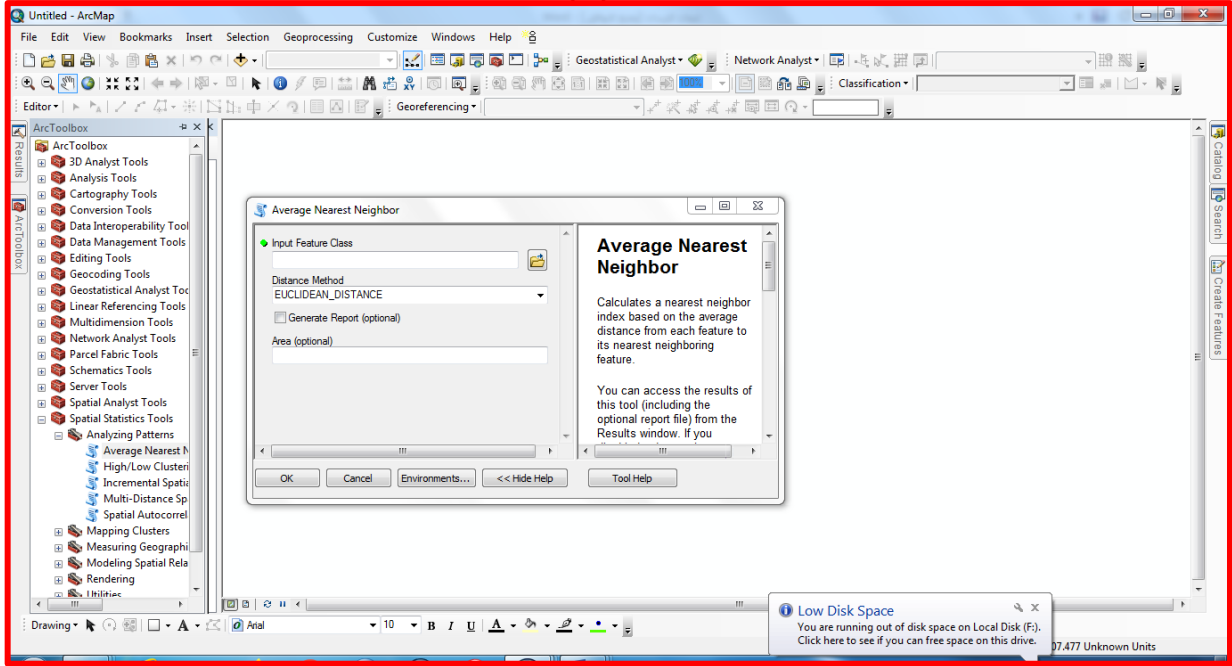 Untitled - ArcMap
File Edit View Bookmarks Insert Selection Geoprocessing Customize Windows Help
Geostatistical Analyst
Network Analyst
100%
Classification
Editor
Georeferencing
ArcToolbox
ArcToolbox
3D Analyst Tools
Analysis Tools
Cartography Tools
Conversion Tools
Data Interoperability Tool
Data Management Tools
Editing Tools
Geocoding Tools
Geostatistical Analyst Too
Linear Referencing Tools
Multidimension Tools
Network Analyst Tools
Parcel Fabric Tools
Schematics Tools
Server Tools
Spatial Analyst Tools
Spatial Statistics Tools
Analyzing Patterns
Average Nearest N
High/Low Clusteri
Incremental Spatia
Multi-Distance Sp
Spatial Autocorrel
Mapping Clusters
Measuring Geographi
Modeling Spatial Rela
Rendering
Utilities
Results
ArcToolbox
Average Nearest Neighbor
Input Feature Class
Distance Method
EUCLIDEAN_DISTANCE
Generate Report (optional)
Area (optional)
OK Cancel Environments... << Hide Help Tool Help
Average Nearest
Neighbor
Calculates a nearest neighbor
index based on the average
distance from each feature to
its nearest neighboring
feature.
You can access the results of
this tool (including the
optional report file) from the
Results window. If you
Catalog
Search
Create Features
Drawing
Arial
10
B I U A
Low Disk Space
You are running out of disk space on Local Disk (F:).
Click here to see if you can free space on this drive.
07.477 Unknown Units